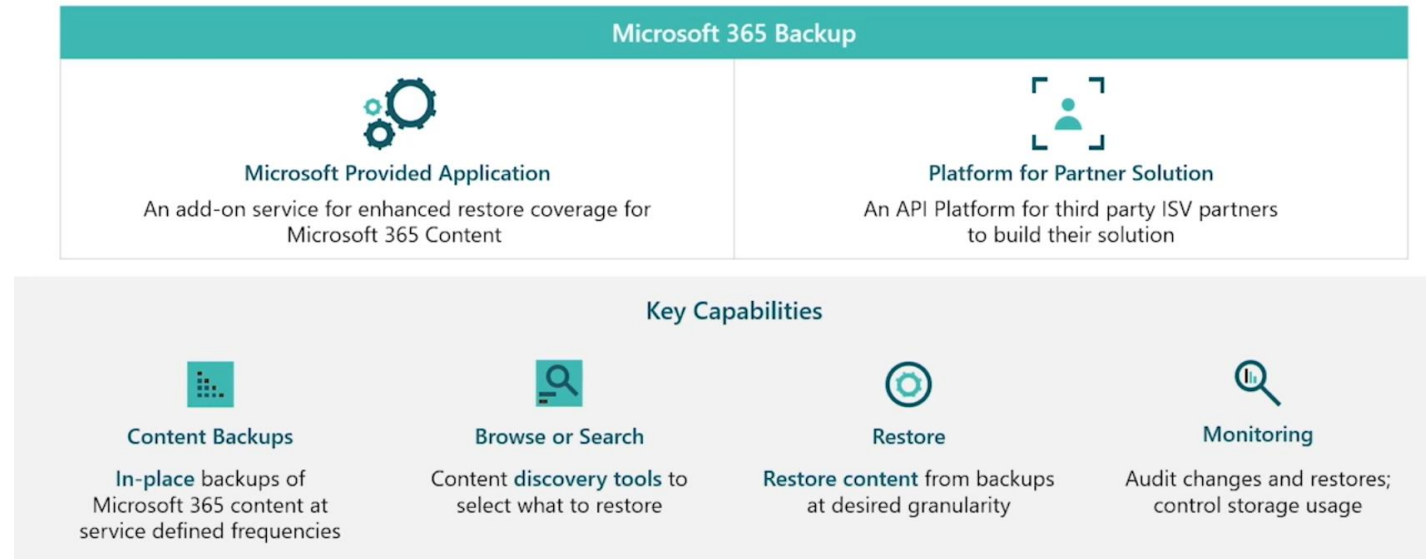 Microsoft 365 Backup
Microsoft Provided Application
An add-on service for enhanced restore coverage for
Microsoft 365 Content
Platform for Partner Solution
An API Platform for third party ISV partners
to build their solution
Key Capabilities
Content Backups
In-place backups of
Microsoft 365 content at
service defined frequencies
Browse or Search
Content discovery tools to
select what to restore
Restore
Restore content from backups
at desired granularity
Monitoring
Audit changes and restores;
control storage usage